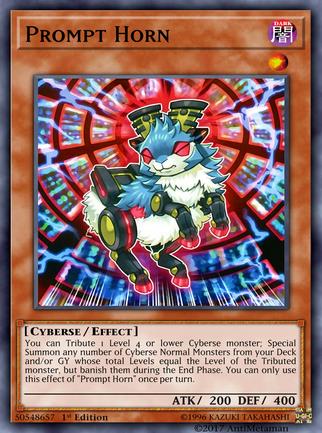 PROMPT HORN
DARK
闇
[CYBERSE / EFFECT]
You can Tribute 1 Level 4 or lower Cyberse monster; Special
Summon any number of Cyberse Normal Monsters from your Deck
and/or GY whose total Levels equal the Level of the Tributed
monster, but banish them during the End Phase. You can only use
this effect of "Prompt Horn" once per turn.
ATK/ 200 DEF/ 400
50548657 1st Edition ©1996 KAZUKI TAKAHASHI
©2017 AntiMetaman